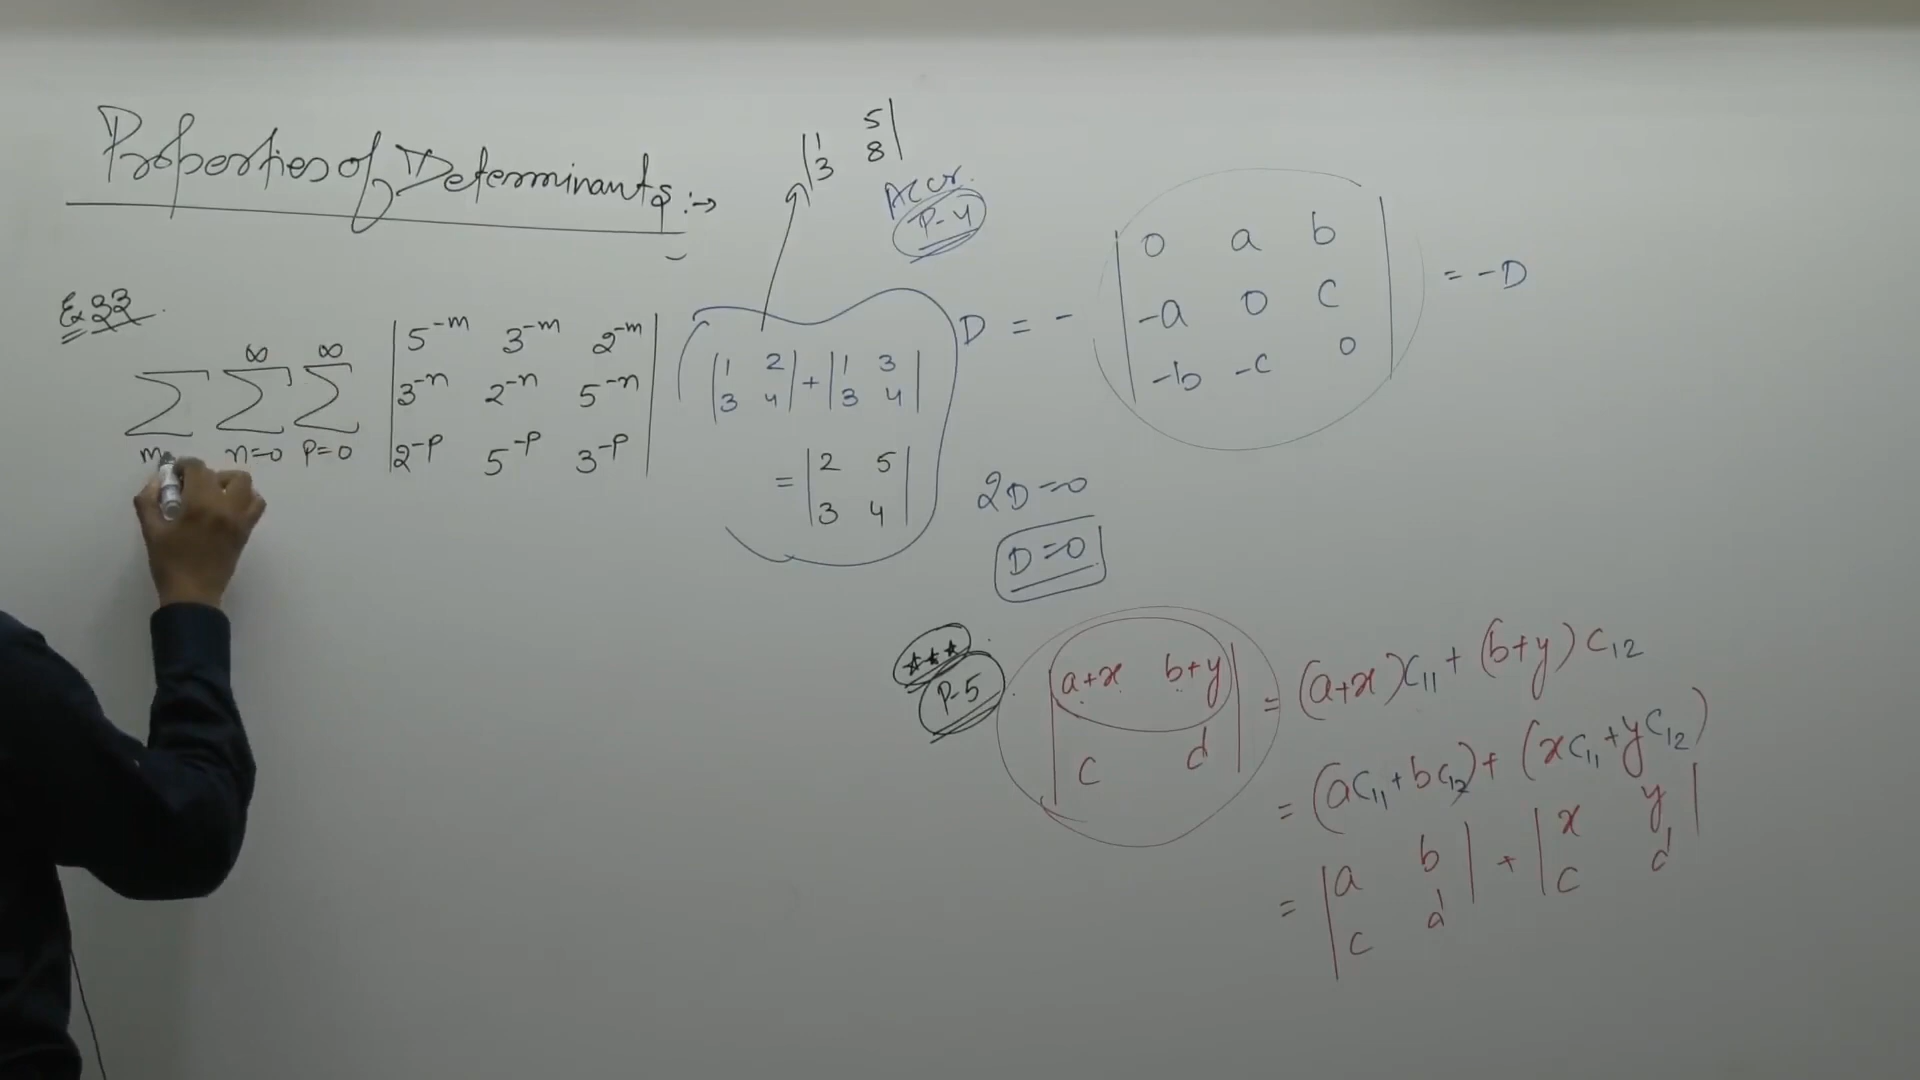 Properties of Determinants :→
| 1 5 |
| 3 8 |
Accr.
P-4
Ex 33.
∑ ∑ ∑
∞ ∞
m n=0 p=0
| 5^-m 3^-m 2^-m |
| 3^-n 2^-n 5^-n |
| 2^-p 5^-p 3^-p |
| 1 2 | + | 1 3 |
| 3 4 | | 3 4 |
= | 2 5 |
| 3 4 |
D = - | 0 a b | = -D
| -a 0 c |
| -b -c 0 |
2D=0
D=0
★★★
P-5
| a+x b+y | = (a+x)C11 + (b+y)C12
| c d |
= (aC11+bC12) + (xC11+yC12)
= | a b | + | x y |
| c d | | c d |